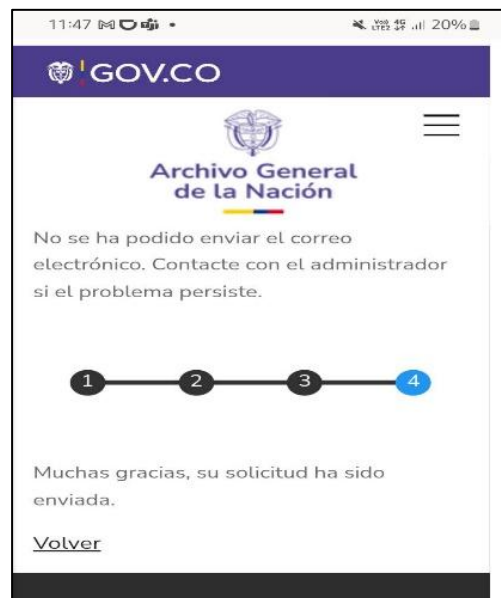 11:47
20%
GOV.CO
Archivo General
de la Nación
No se ha podido enviar el correo
electrónico. Contacte con el administrador
si el problema persiste.
1 2 3 4
Muchas gracias, su solicitud ha sido
enviada.
Volver